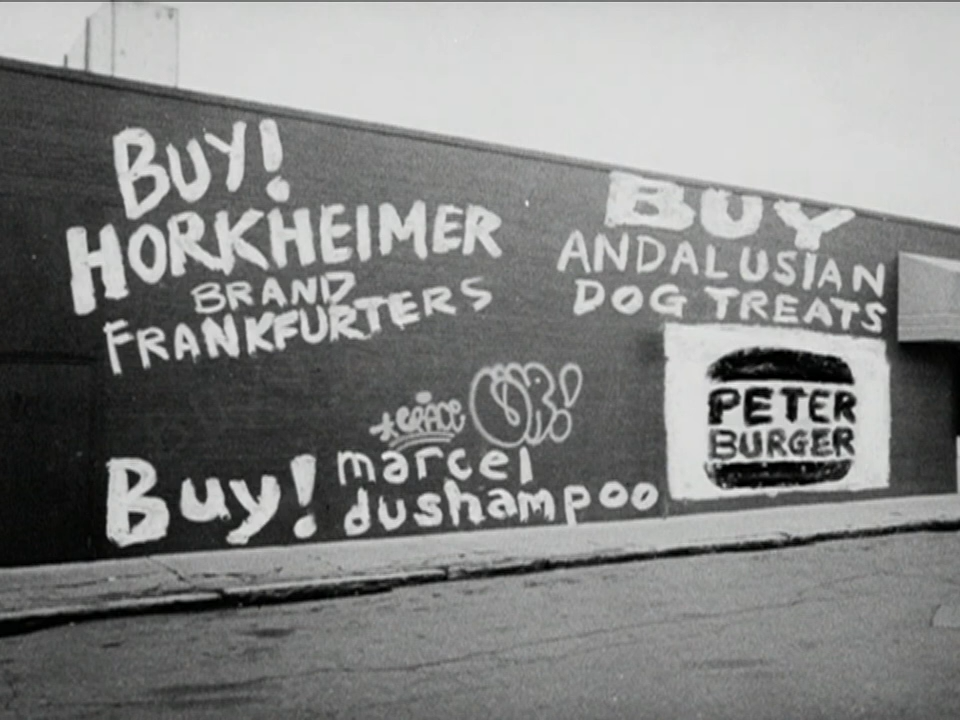 BUY!
HORKHEIMER
BRAND
FRANKFURTERS
BUY
ANDALUSIAN
DOG TREATS
PETER
BURGER
Buy!
marcel
dushampoo